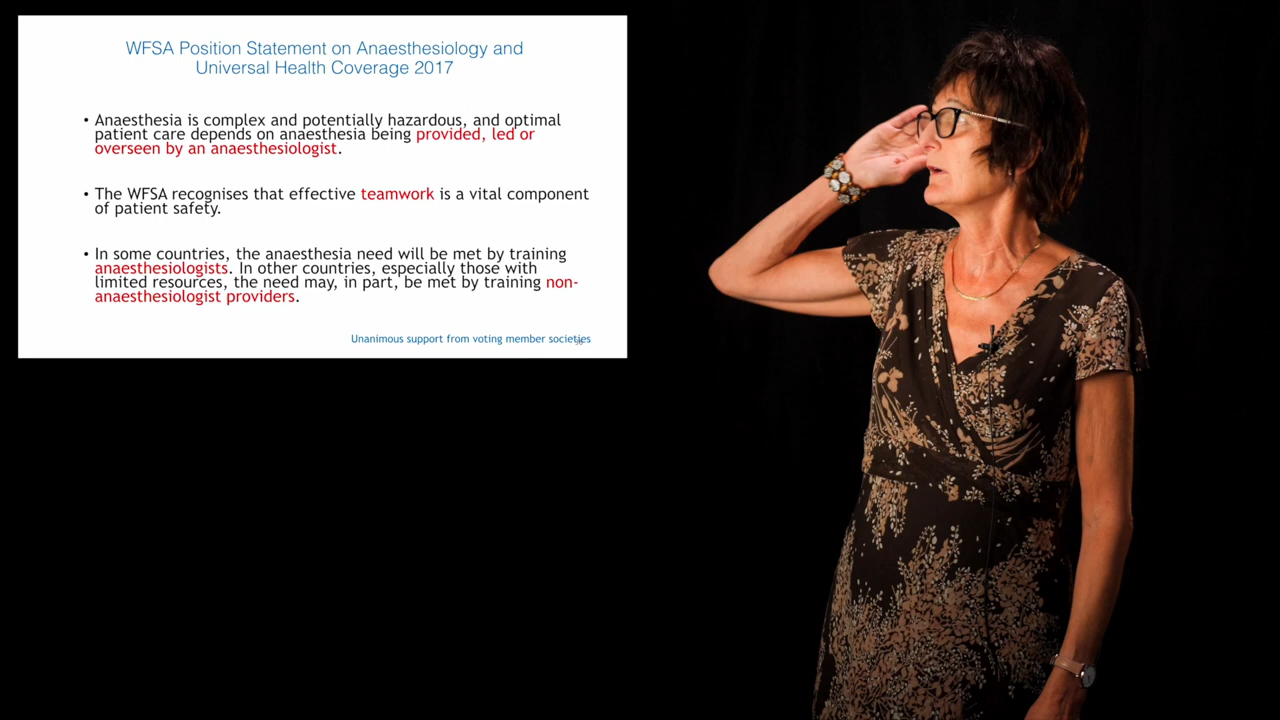 WFSA Position Statement on Anaesthesiology and
Universal Health Coverage 2017
• Anaesthesia is complex and potentially hazardous, and optimal
patient care depends on anaesthesia being provided, led or
overseen by an anaesthesiologist.
• The WFSA recognises that effective teamwork is a vital component
of patient safety.
• In some countries, the anaesthesia need will be met by training
anaesthesiologists. In other countries, especially those with
limited resources, the need may, in part, be met by training non-
anaesthesiologist providers.
Unanimous support from voting member societies